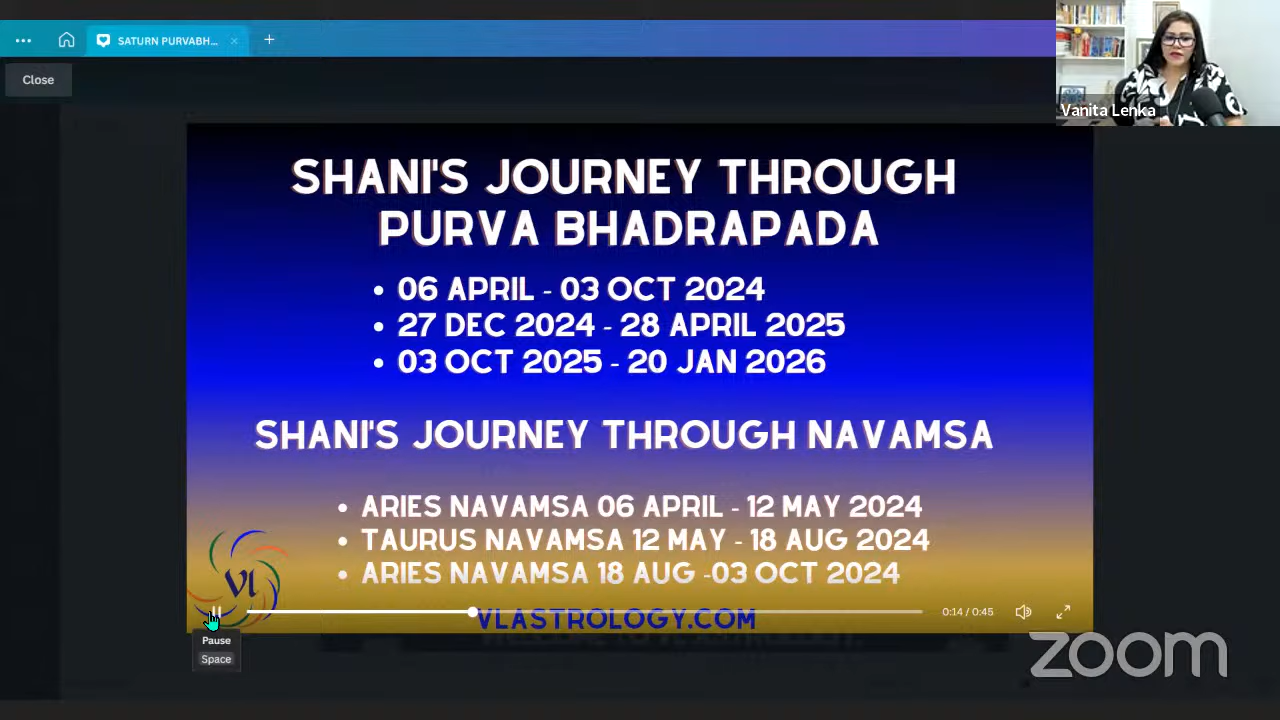 SATURN PURVABH...
Close
Vanita Lenka
SHANI'S JOURNEY THROUGH
PURVA BHADRAPADA
• 06 APRIL - 03 OCT 2024
• 27 DEC 2024 - 28 APRIL 2025
• 03 OCT 2025 - 20 JAN 2026
SHANI'S JOURNEY THROUGH NAVAMSA
• ARIES NAVAMSA 06 APRIL - 12 MAY 2024
• TAURUS NAVAMSA 12 MAY - 18 AUG 2024
• ARIES NAVAMSA 18 AUG -03 OCT 2024
Vl
VLASTROLOGY.COM
0:14 / 0:45
Pause
Space
zoom